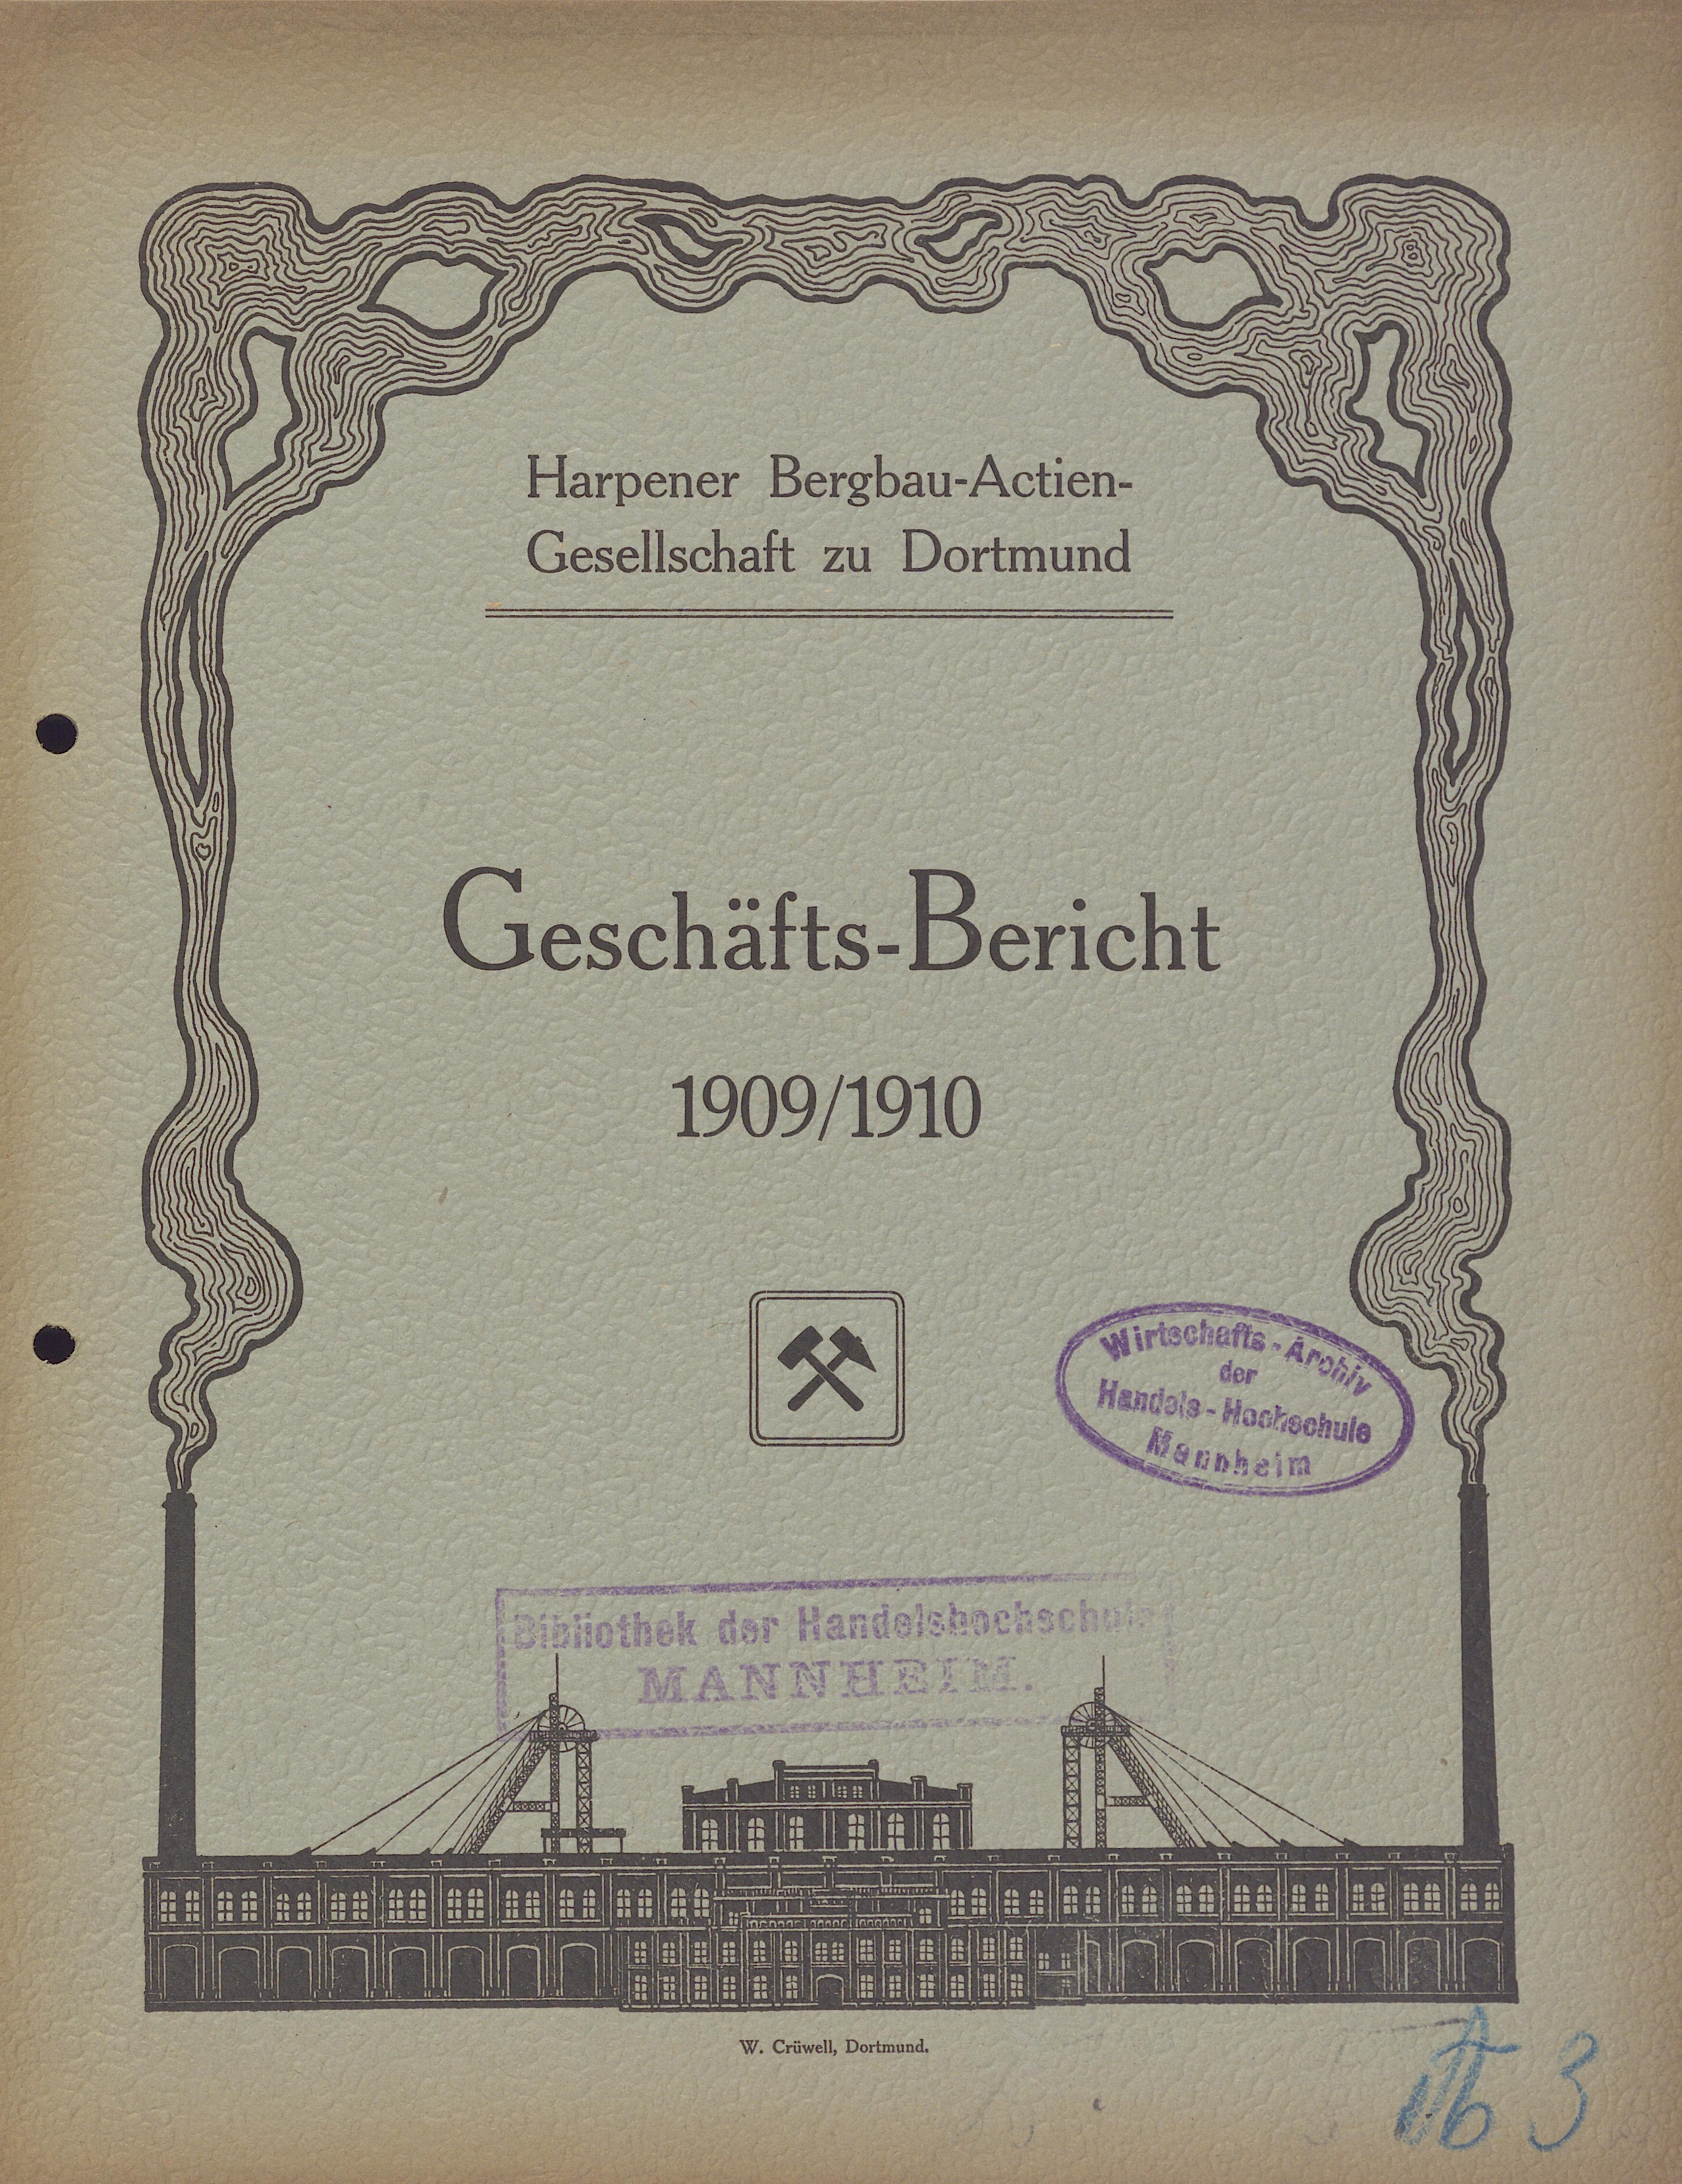 Harpener Bergbau-Actien-
Gesellschaft zu Dortmund
Geschäfts-Bericht
1909/1910
Wirtschafts-Archiv
der
Handels-Hochschule
Mannheim
Bibliothek der Handelshochschule
MANNHEIM.
W. Crüwell, Dortmund.
3